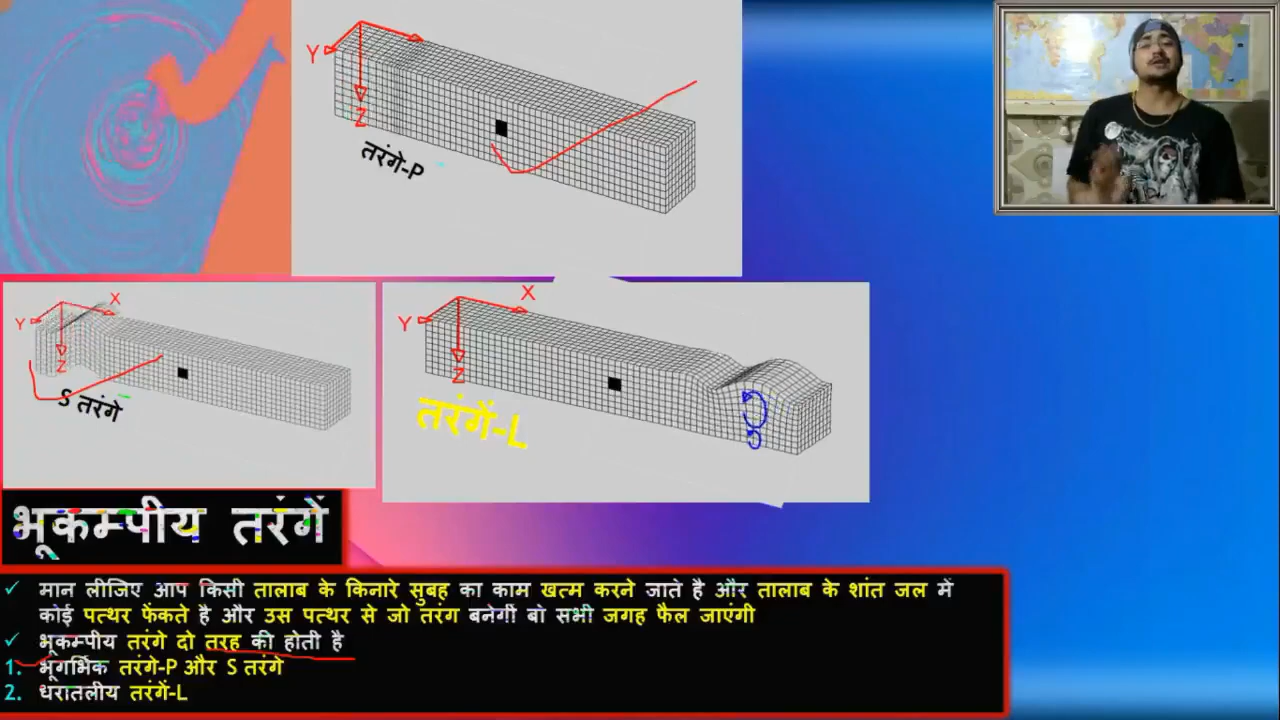 Y
Z
तरंगे-P
X
Y
Z
S तरंगे
X
Y
Z
तरंगें-L
भूकम्पीय तरंगें
✓ मान लीजिए आप किसी तालाब के किनारे सुबह का काम खत्म करने जाते है और तालाब के शांत जल में
कोई पत्थर फेंकते है और उस पत्थर से जो तरंग बनेगीं बो सभी जगह फैल जाएंगी
✓ भूकम्पीय तरंगे दो तरह की होती है
1. भूगर्भिक तरंगे-P और S तरंगे
2. धरातलीय तरंगें-L